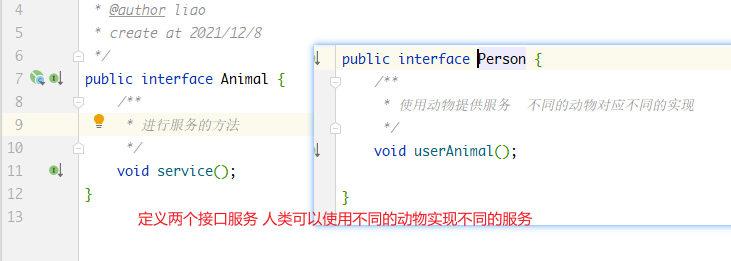 4 * @author liao
5 * create at 2021/12/8
6 */
7 public interface Animal {
8 /**
9 * 进行服务的方法
10 */
11 void service();
12 }
13
public interface Person {
/**
* 使用动物提供服务 不同的动物对应不同的实现
*/
void userAnimal();
}
定义两个接口服务 人类可以使用不同的动物实现不同的服务